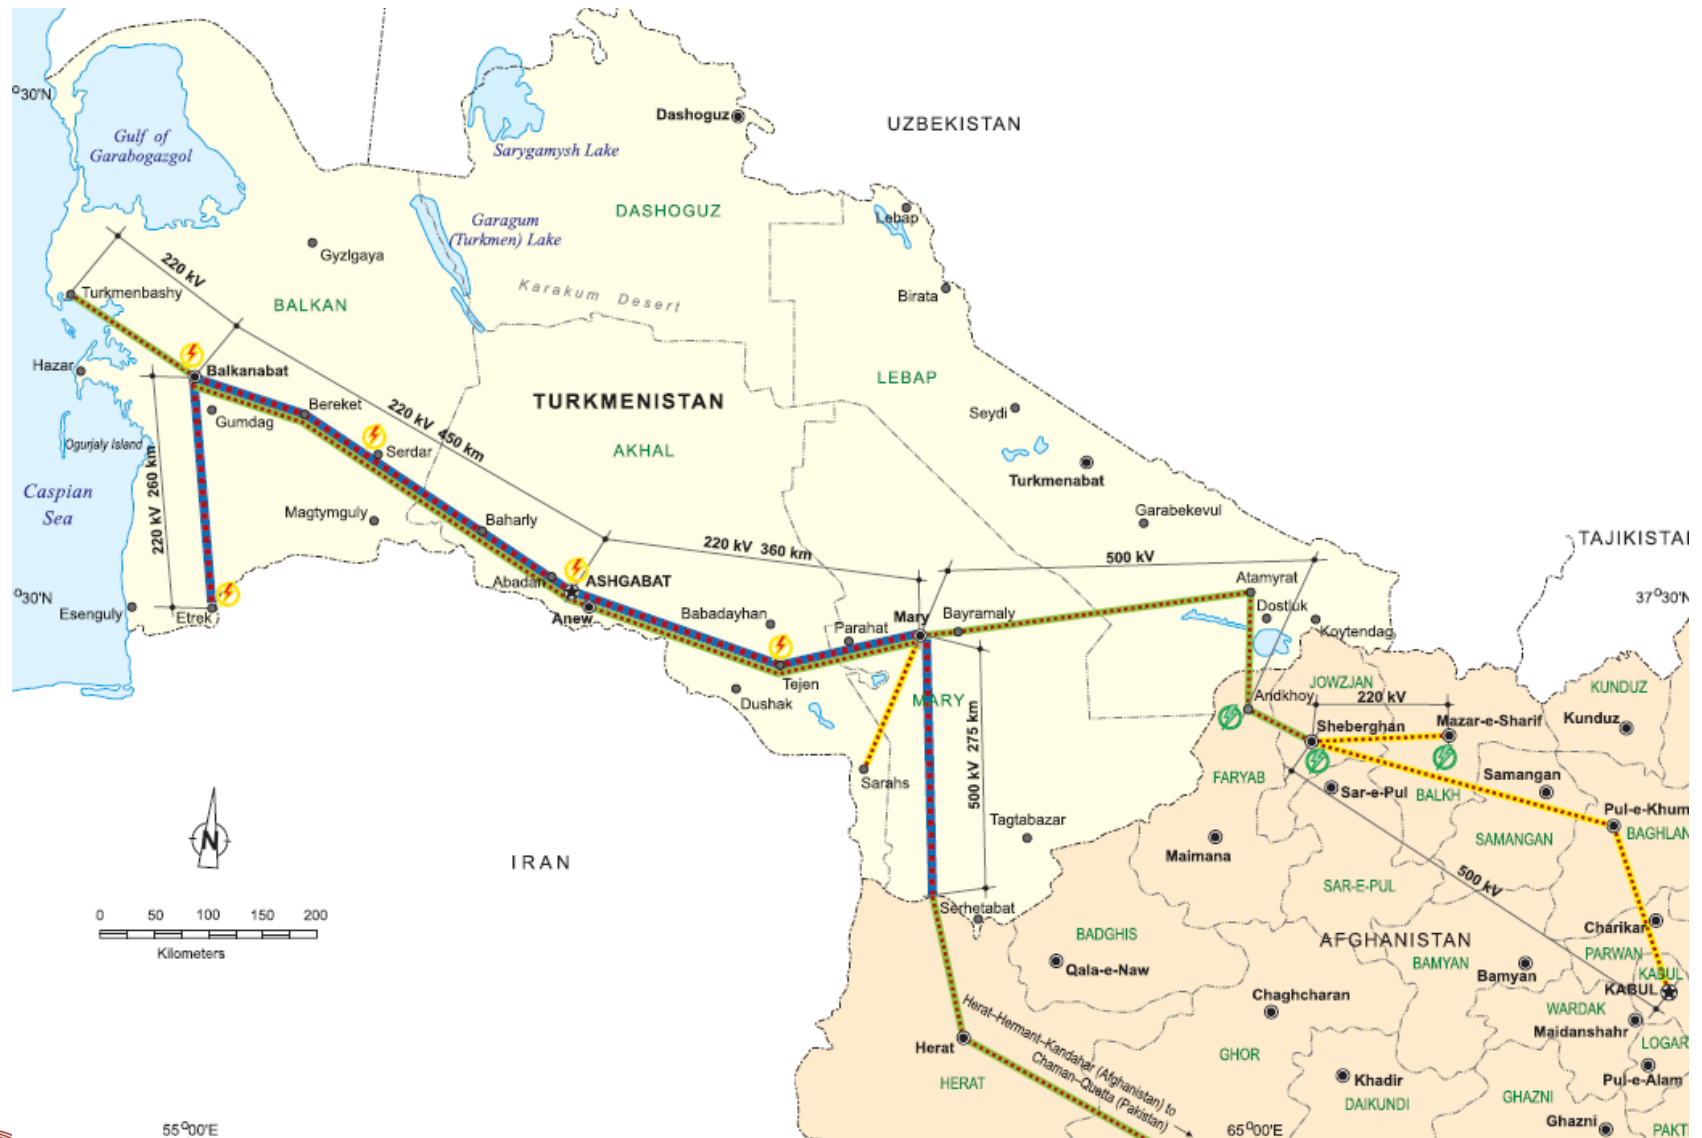 °30'N
Gulf of
Garabogazgol
Sarygamysh Lake
Dashoguz
UZBEKISTAN
DASHOGUZ
Lebap
Garagum
(Turkmen) Lake
Gyzlgaya
220 kV
Turkmenbashy
BALKAN
Karakum Desert
Birata
Hazar
Balkanabat
LEBAP
TURKMENISTAN
Bereket
Gumdag
220 kV 450 km
Seydi
Ogurjaly Island
Serdar
AKHAL
Turkmenabat
220 kV 260 km
Caspian
Sea
Magtymguly
Baharly
Garabekevul
TAJIKISTAN
220 kV 360 km
500 kV
Abadan
ASHGABAT
Atamyrat
°30'N
37°30'N
Esenguly
Etrek
Anew
Babadayhan
Mary
Bayramaly
Dostluk
Parahat
Koytendag
Tejen
Dushak
MARY
Andkhoy
JOWZJAN
KUNDUZ
220 kV
Sheberghan
Mazar-e-Sharif
Kunduz
500 kV 275 km
Sarahs
FARYAB
Sar-e-Pul
BALKH
Samangan
Tagtabazar
Pul-e-Khum
BAGHLAN
Maimana
SAMANGAN
N
IRAN
SAR-E-PUL
500 kV
0 50 100 150 200
Kilometers
Serhetabat
BADGHIS
AFGHANISTAN
Charikar
PARWAN
Qala-e-Naw
BAMYAN
Bamyan
KABUL
KABUL
Chaghcharan
WARDAK
Maidanshahr
Herat
Herat–Hermant–Kandahar (Afghanistan) to
Chaman–Quetta (Pakistan)
GHOR
LOGAR
HERAT
Khadir
Pul-e-Alam
DAIKUNDI
GHAZNI
Ghazni
55°00'E
65°00'E
PAKT